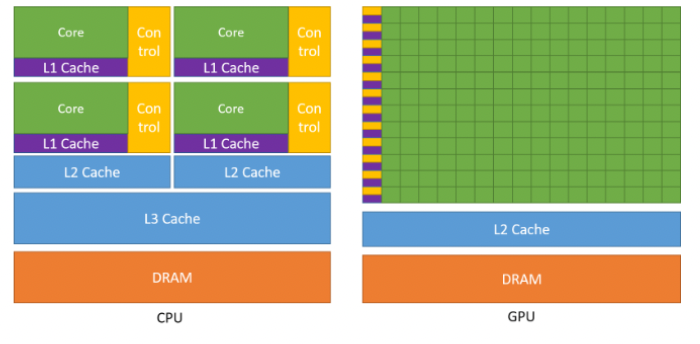 Core
Con
trol
Core
Con
trol
L1 Cache
L1 Cache
Core
Con
trol
Core
Con
trol
L1 Cache
L1 Cache
L2 Cache
L2 Cache
L3 Cache
DRAM
CPU
L2 Cache
DRAM
GPU